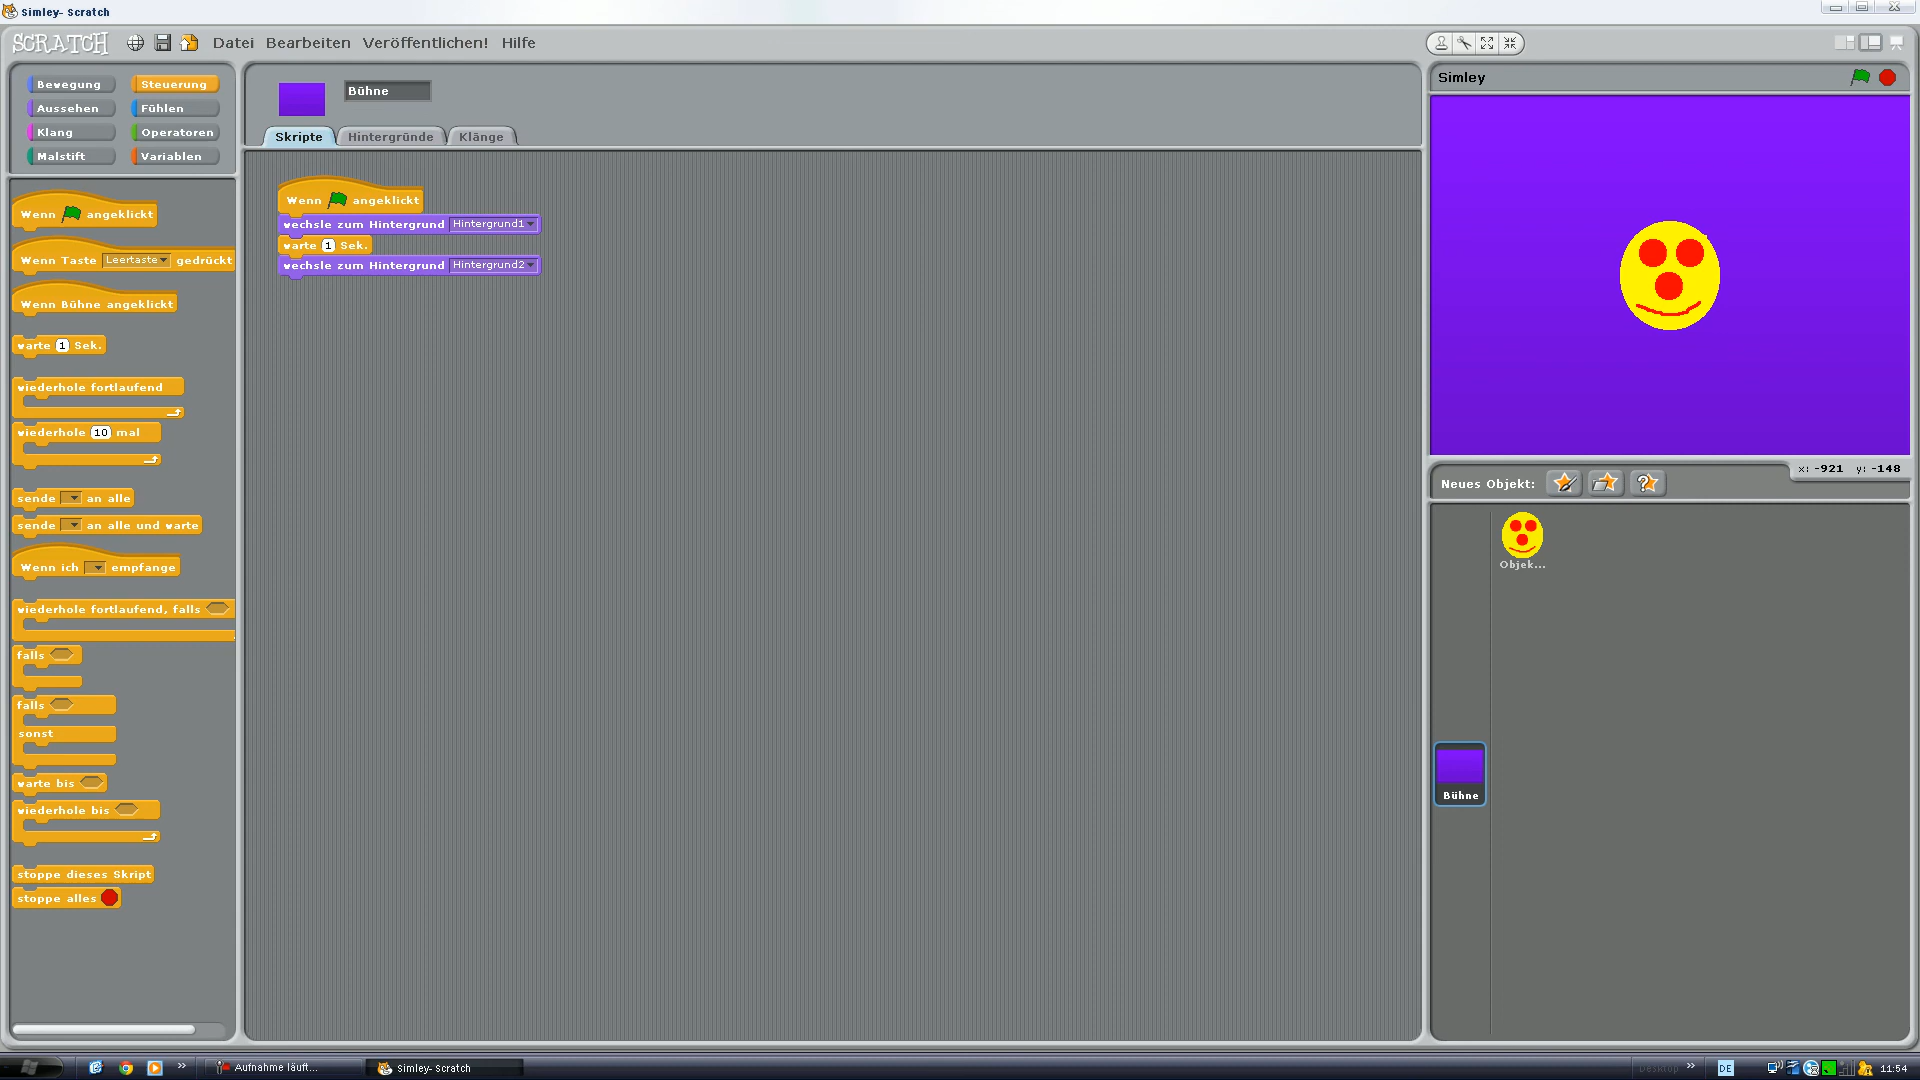 Simley- Scratch
SCRATCH
Datei Bearbeiten Veröffentlichen! Hilfe
Bewegung Steuerung
Aussehen Fühlen
Klang Operatoren
Malstift Variablen
Bühne
Skripte Hintergründe Klänge
Wenn angeklickt
Wenn Taste Leertaste gedrückt
Wenn Bühne angeklickt
warte 1 Sek.
wiederhole fortlaufend
wiederhole 10 mal
sende an alle
sende an alle und warte
Wenn ich empfange
wiederhole fortlaufend, falls
falls
falls
sonst
warte bis
wiederhole bis
stoppe dieses Skript
stoppe alles
Wenn angeklickt
wechsle zum Hintergrund Hintergrund1
warte 1 Sek.
wechsle zum Hintergrund Hintergrund2
Simley
x: -921 y: -148
Neues Objekt:
Objek...
Bühne
Aufnahme läuft...
Simley- Scratch
Desktop
DE
11:54